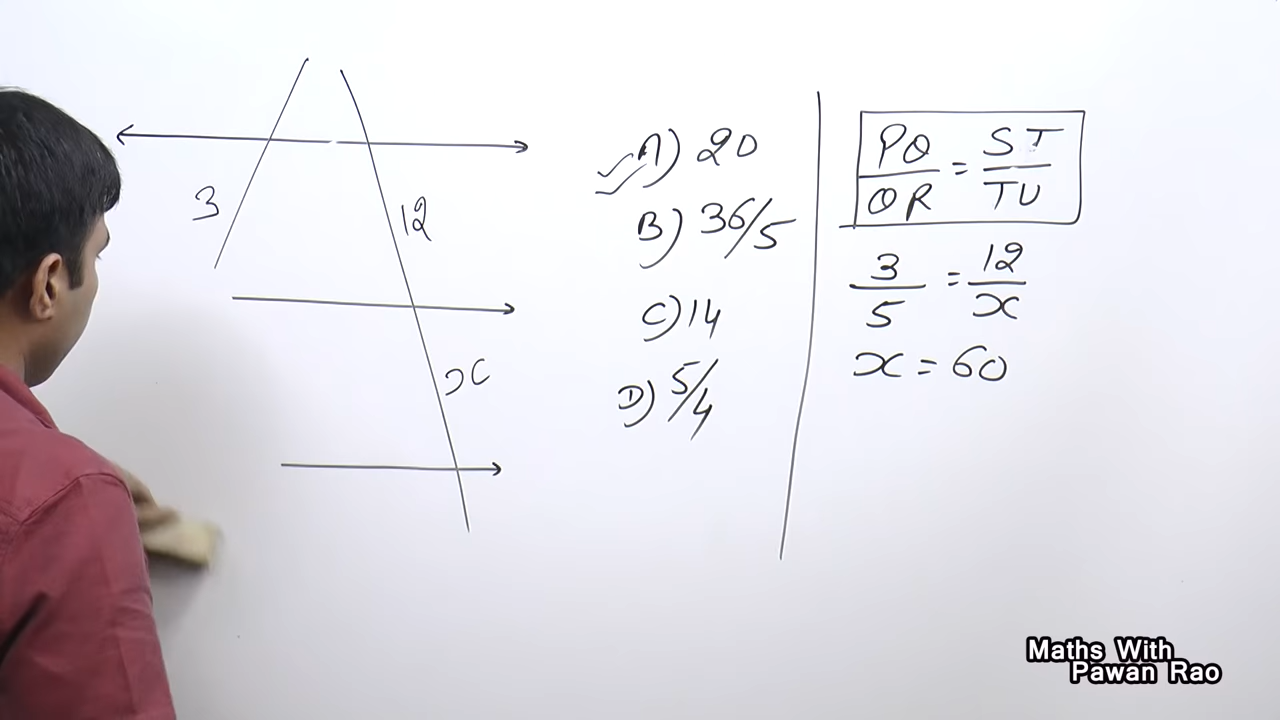 3
12
x
A) 20
B) 36/5
C) 14
D) 5/4
PQ/QR = ST/TU
3/5 = 12/x
x = 60
Maths With
Pawan Rao